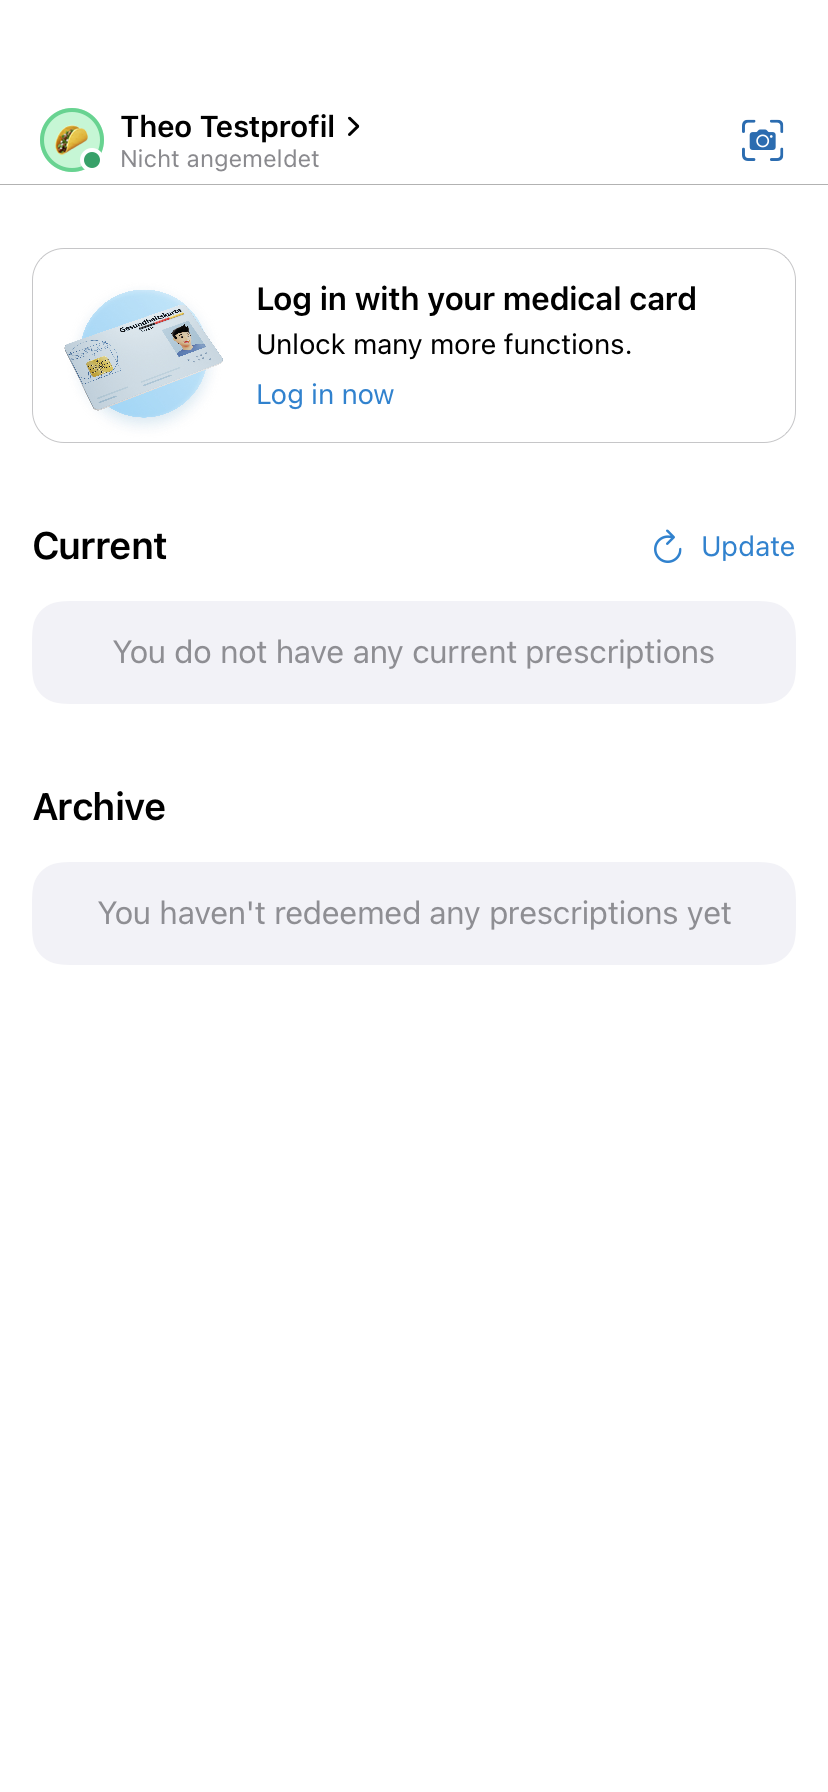 Theo Testprofil
Nicht angemeldet
Gesundheitskarte
Log in with your medical card
Unlock many more functions.
Log in now
Current
Update
You do not have any current prescriptions
Archive
You haven't redeemed any prescriptions yet